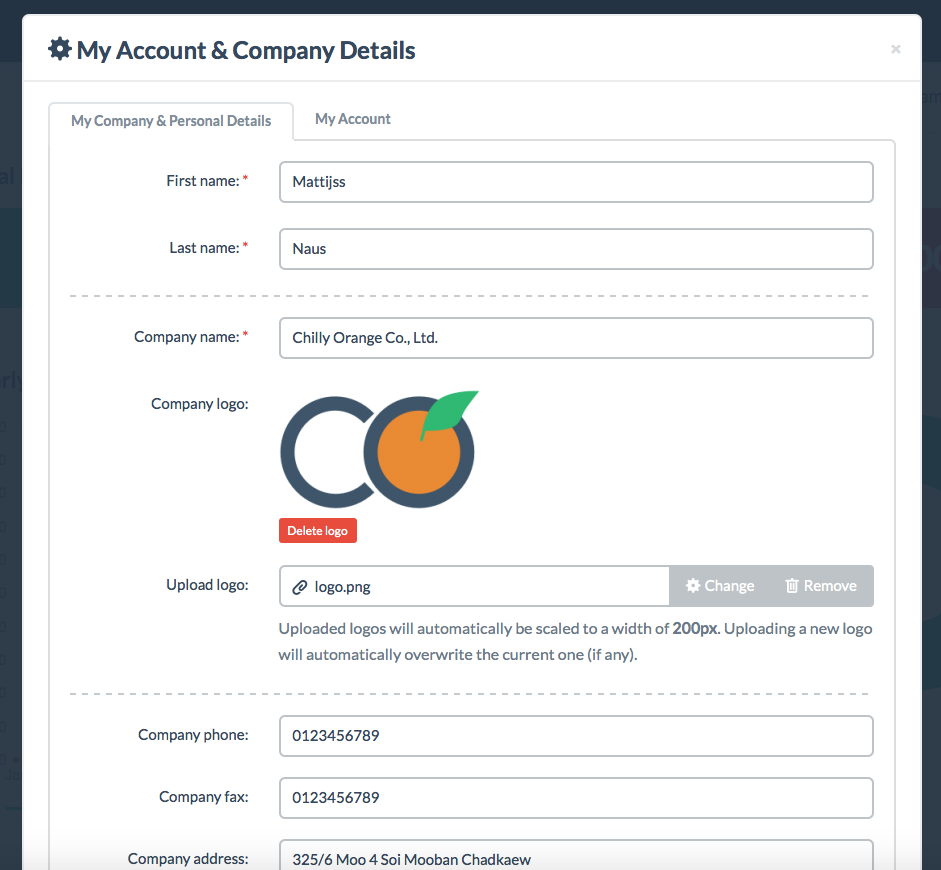 My Account & Company Details
×
My Company & Personal Details
My Account
First name: *
Mattijss
Last name: *
Naus
Company name: *
Chilly Orange Co., Ltd.
Company logo:
Delete logo
Upload logo:
logo.png
Change
Remove
Uploaded logos will automatically be scaled to a width of 200px. Uploading a new logo
will automatically overwrite the current one (if any).
Company phone:
0123456789
Company fax:
0123456789
Company address:
325/6 Moo 4 Soi Mooban Chadkaew